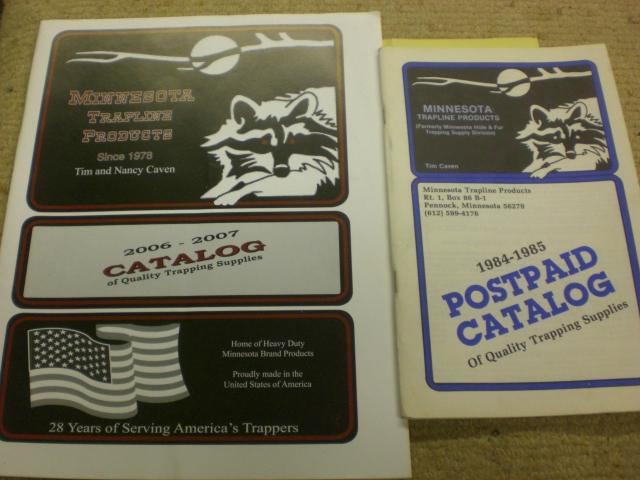 MINNESOTA
TRAPLINE
PRODUCTS
Since 1978
Tim and Nancy Caven
2006 - 2007
CATALOG
of Quality Trapping Supplies
Home of Heavy Duty
Minnesota Brand Products
Proudly made in the
United States of America
28 Years of Serving America's Trappers
MINNESOTA
TRAPLINE PRODUCTS
(Formerly Minnesota Hide & Fur
Trapping Supply Division)
Tim Caven
Minnesota Trapline Products
Rt. 1, Box 86 B-1
Pennock, Minnesota 56279
(612) 599-4176
1984-1985
POSTPAID
CATALOG
Of Quality Trapping Supplies